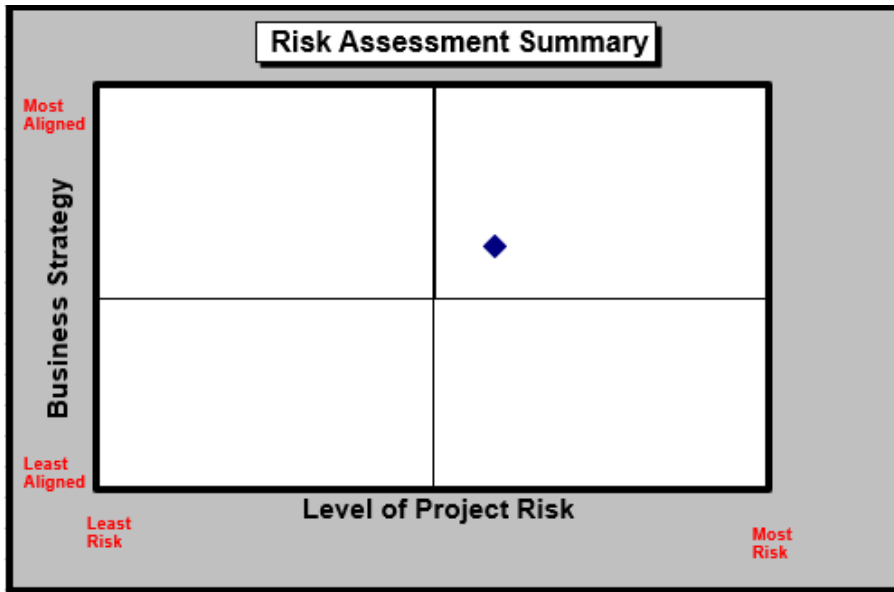 Risk Assessment Summary
Most
Aligned
Business Strategy
Least
Aligned
Level of Project Risk
Least
Risk
Most
Risk